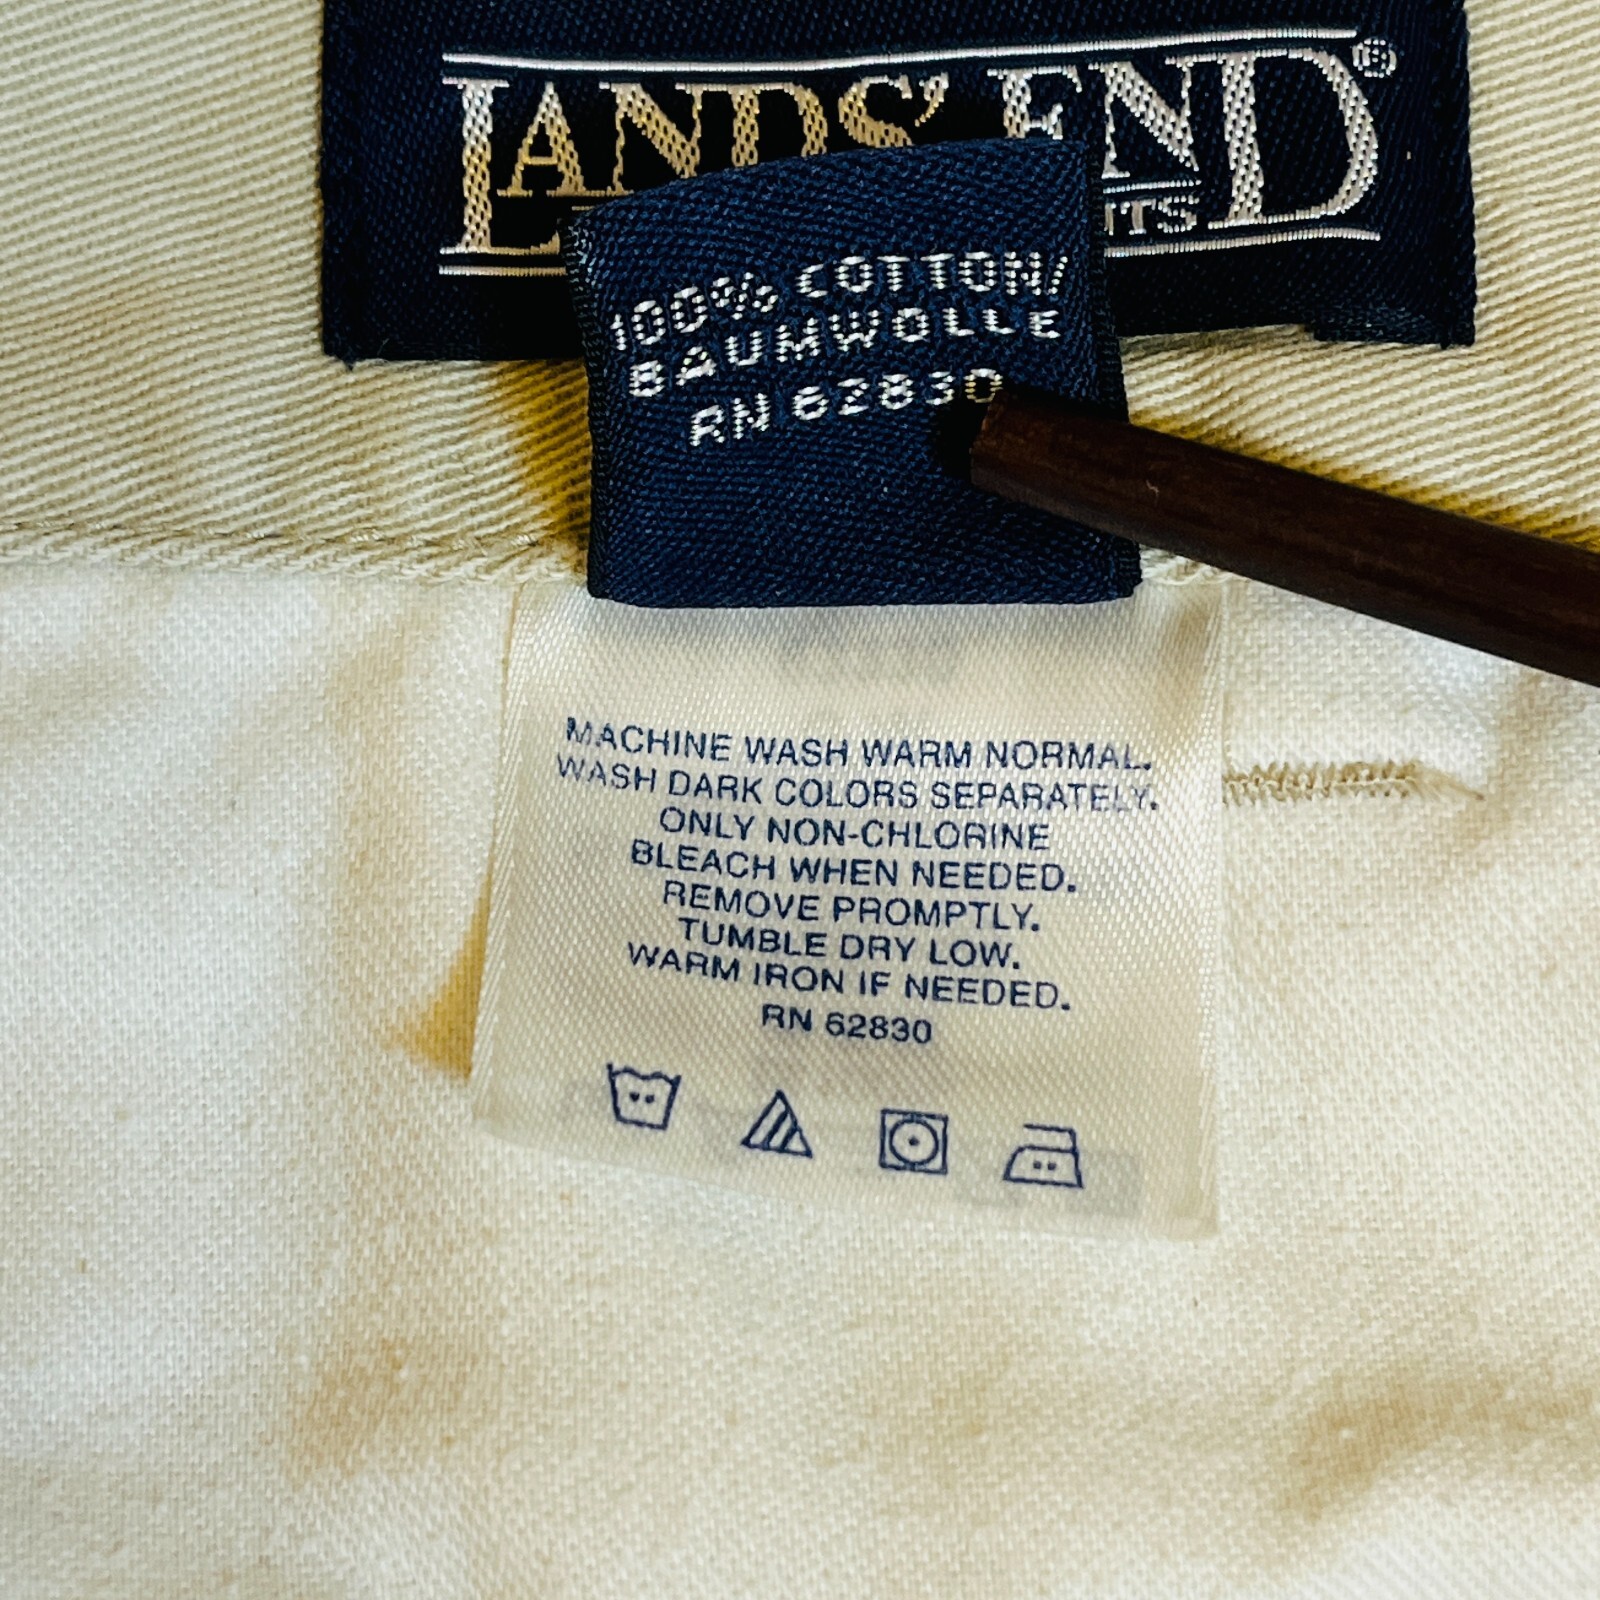 LANDS' END®
100% COTTON/
BAUMWOLLE
RN 62830
MACHINE WASH WARM NORMAL.
WASH DARK COLORS SEPARATELY.
ONLY NON-CHLORINE
BLEACH WHEN NEEDED.
REMOVE PROMPTLY.
TUMBLE DRY LOW.
WARM IRON IF NEEDED.
RN 62830